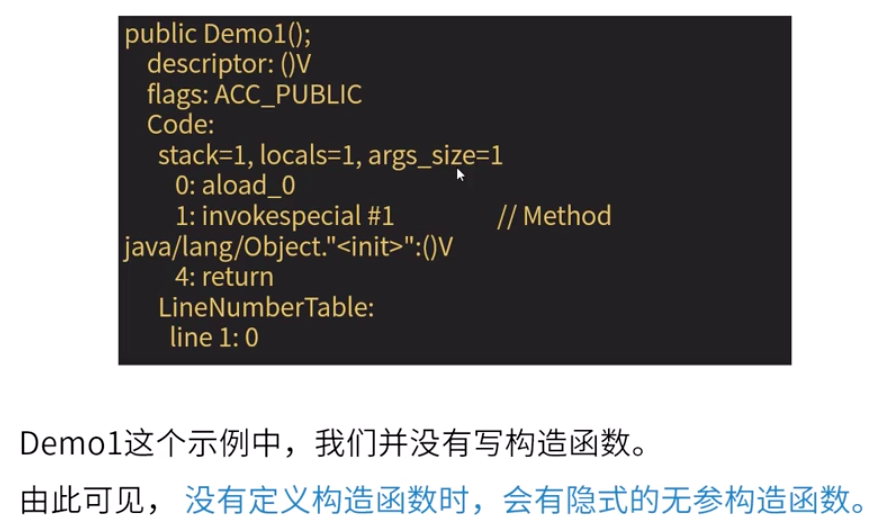 public Demo1();
descriptor: ()V
flags: ACC_PUBLIC
Code:
stack=1, locals=1, args_size=1
0: aload_0
1: invokespecial #1 // Method
java/lang/Object."<init>":()V
4: return
LineNumberTable:
line 1: 0
Demo1这个示例中，我们并没有写构造函数。
由此可见， 没有定义构造函数时，会有隐式的无参构造函数。